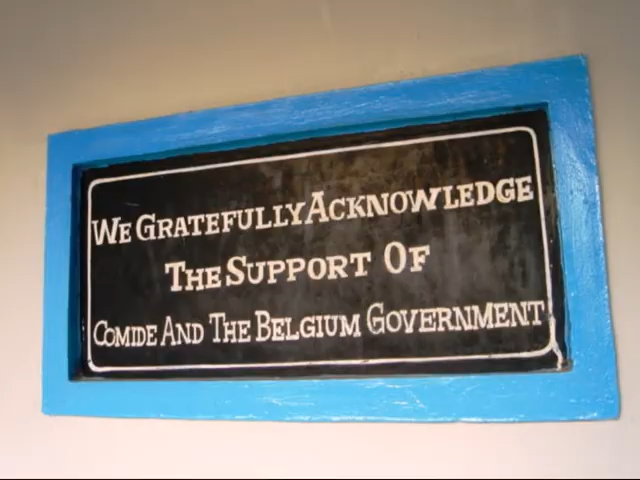 We Gratefully Acknowledge
The Support Of
Comide And The Belgium Government